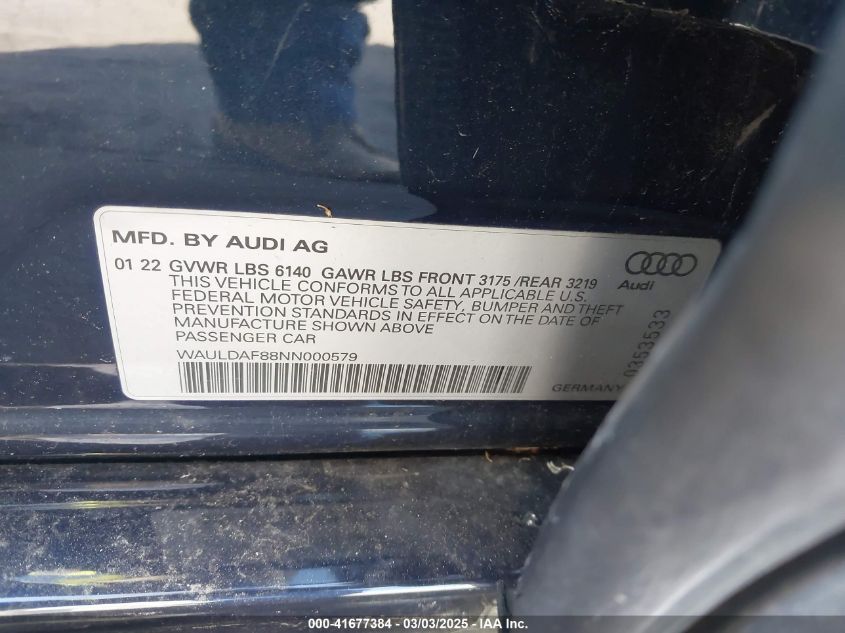 MFD. BY AUDI AG
01 22 GVWR LBS 6140 GAWR LBS FRONT 3175 /REAR 3219
THIS VEHICLE CONFORMS TO ALL APPLICABLE U.S.
FEDERAL MOTOR VEHICLE SAFETY, BUMPER AND THEFT
PREVENTION STANDARDS IN EFFECT ON THE DATE OF
MANUFACTURE SHOWN ABOVE
PASSENGER CAR
WAULDAF88NN000579
Audi
0353533
GERMANY
000-41677384 - 03/03/2025 - IAA Inc.